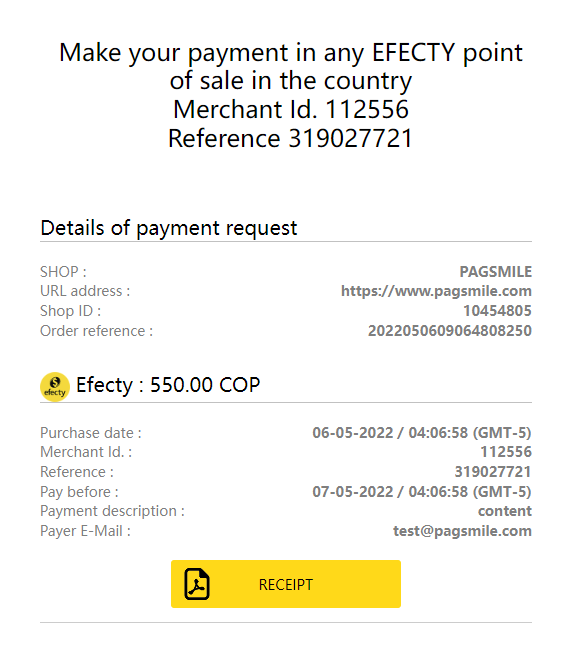 Make your payment in any EFECTY point
of sale in the country
Merchant Id. 112556
Reference 319027721
Details of payment request
SHOP : PAGSMILE
URL address : https://www.pagsmile.com
Shop ID : 10454805
Order reference : 2022050609064808250
efecty Efecty : 550.00 COP
Purchase date : 06-05-2022 / 04:06:58 (GMT-5)
Merchant Id. : 112556
Reference : 319027721
Pay before : 07-05-2022 / 04:06:58 (GMT-5)
Payment description : content
Payer E-Mail : test@pagsmile.com
RECEIPT